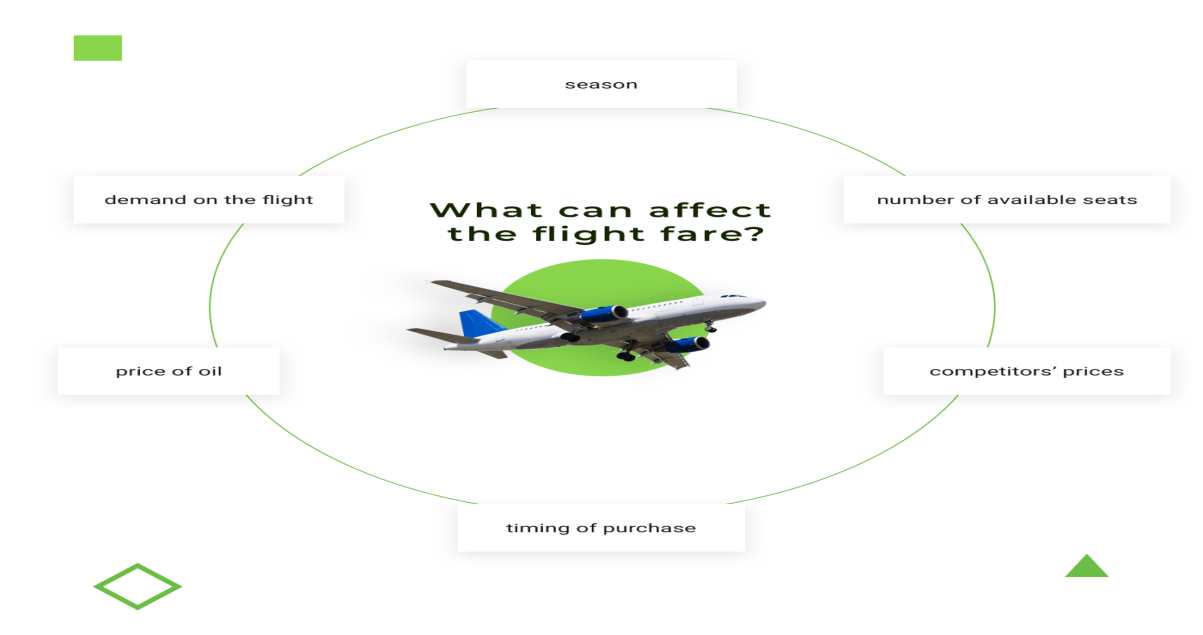 season
demand on the flight
number of available seats
What can affect
the flight fare?
price of oil
competitors’ prices
timing of purchase